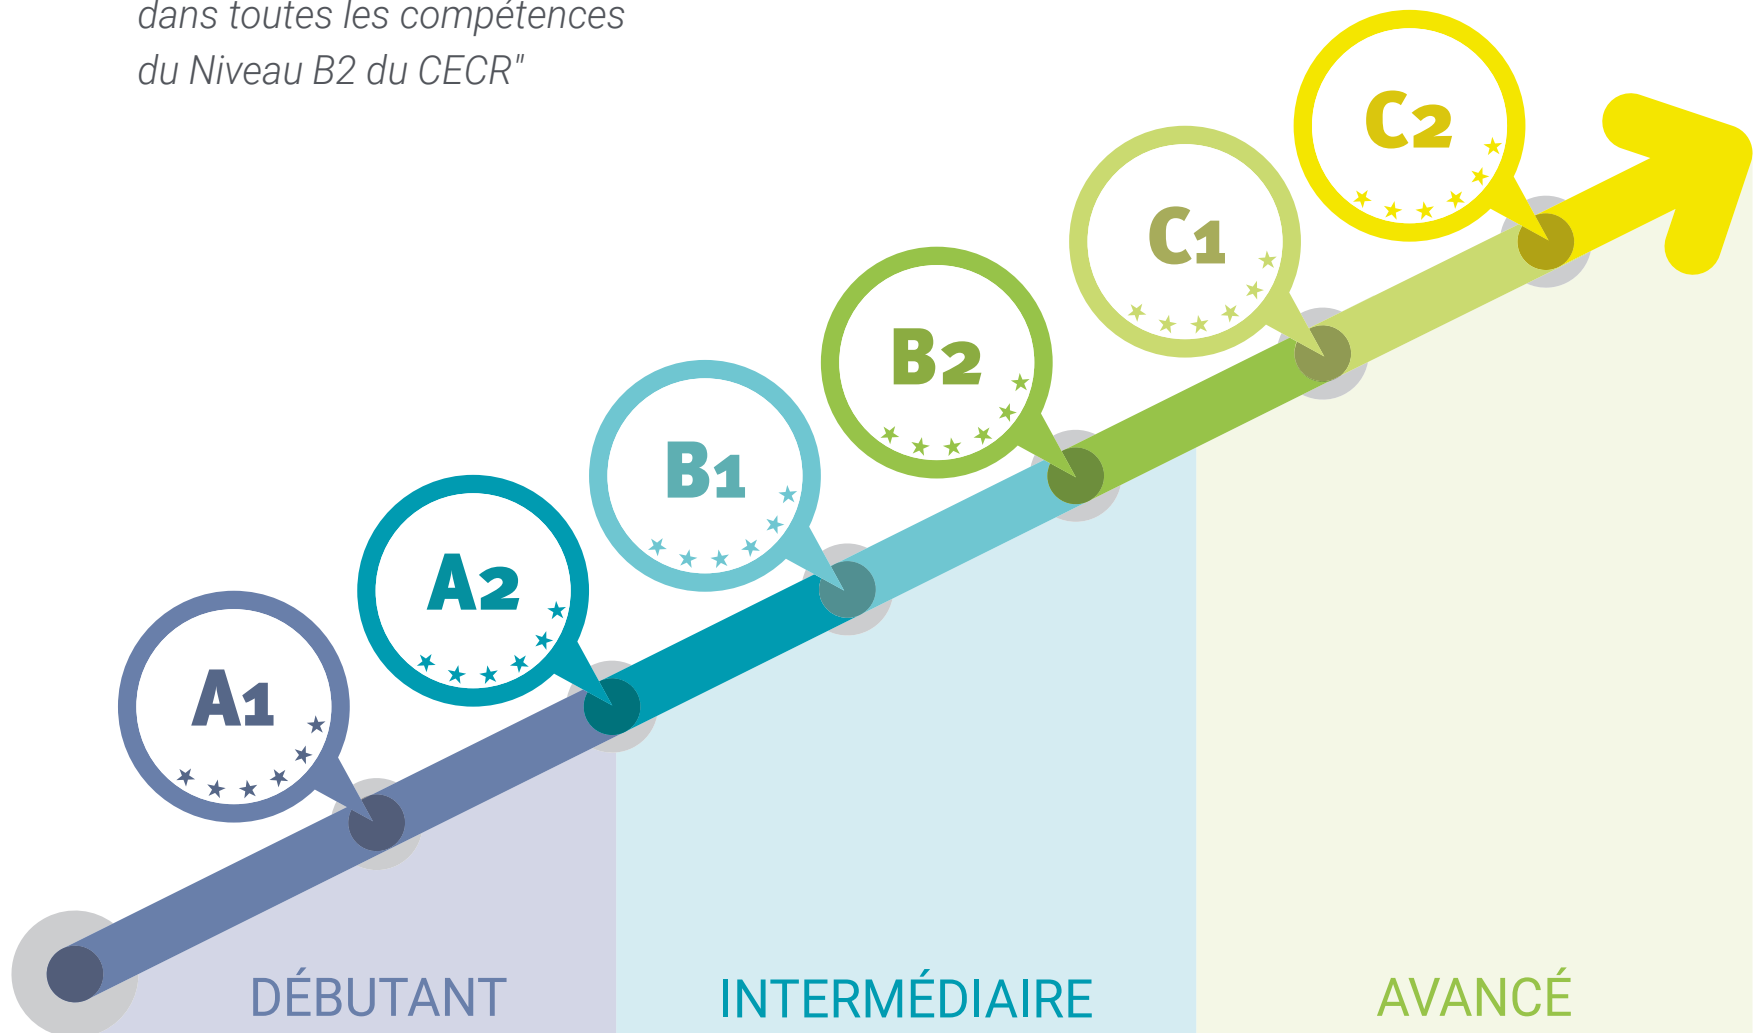 dans toutes les compétences
du Niveau B2 du CECR"
C2
C1
B2
B1
A2
A1
DÉBUTANT
INTERMÉDIAIRE
AVANCÉ